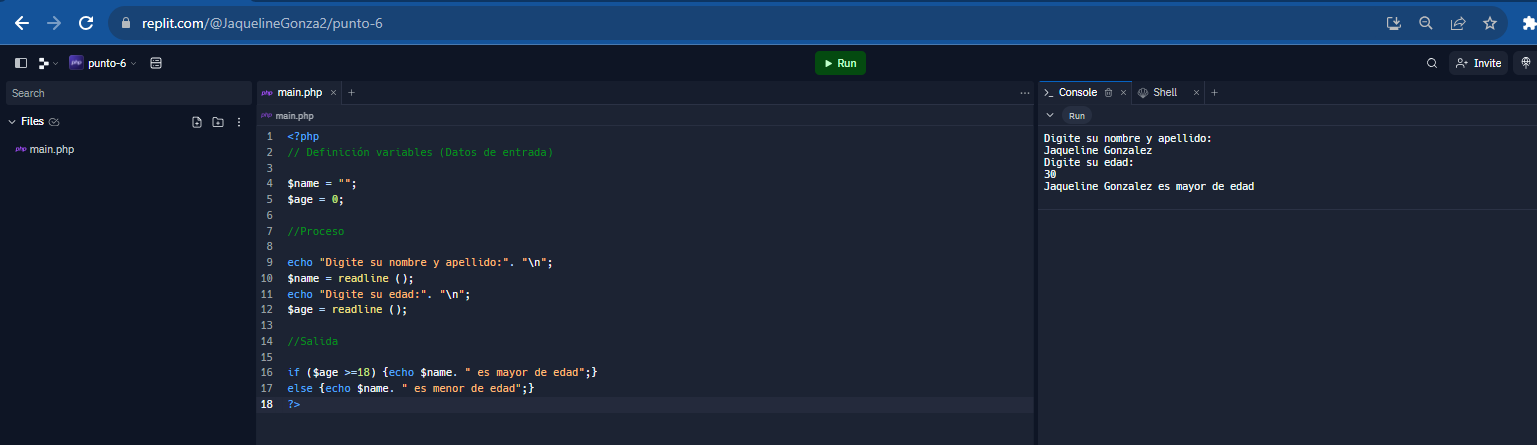 replit.com/@JaquelineGonza2/punto-6
php punto-6
Run
Invite
Search
Files
php main.php
php main.php × +
php main.php
1 <?php
2 // Definición variables (Datos de entrada)
3
4 $name = "";
5 $age = 0;
6
7 //Proceso
8
9 echo "Digite su nombre y apellido:". "\n";
10 $name = readline ();
11 echo "Digite su edad:". "\n";
12 $age = readline ();
13
14 //Salida
15
16 if ($age >=18) {echo $name. " es mayor de edad";}
17 else {echo $name. " es menor de edad";}
18 ?>
>_ Console × Shell × +
Run
Digite su nombre y apellido:
Jaqueline Gonzalez
Digite su edad:
30
Jaqueline Gonzalez es mayor de edad